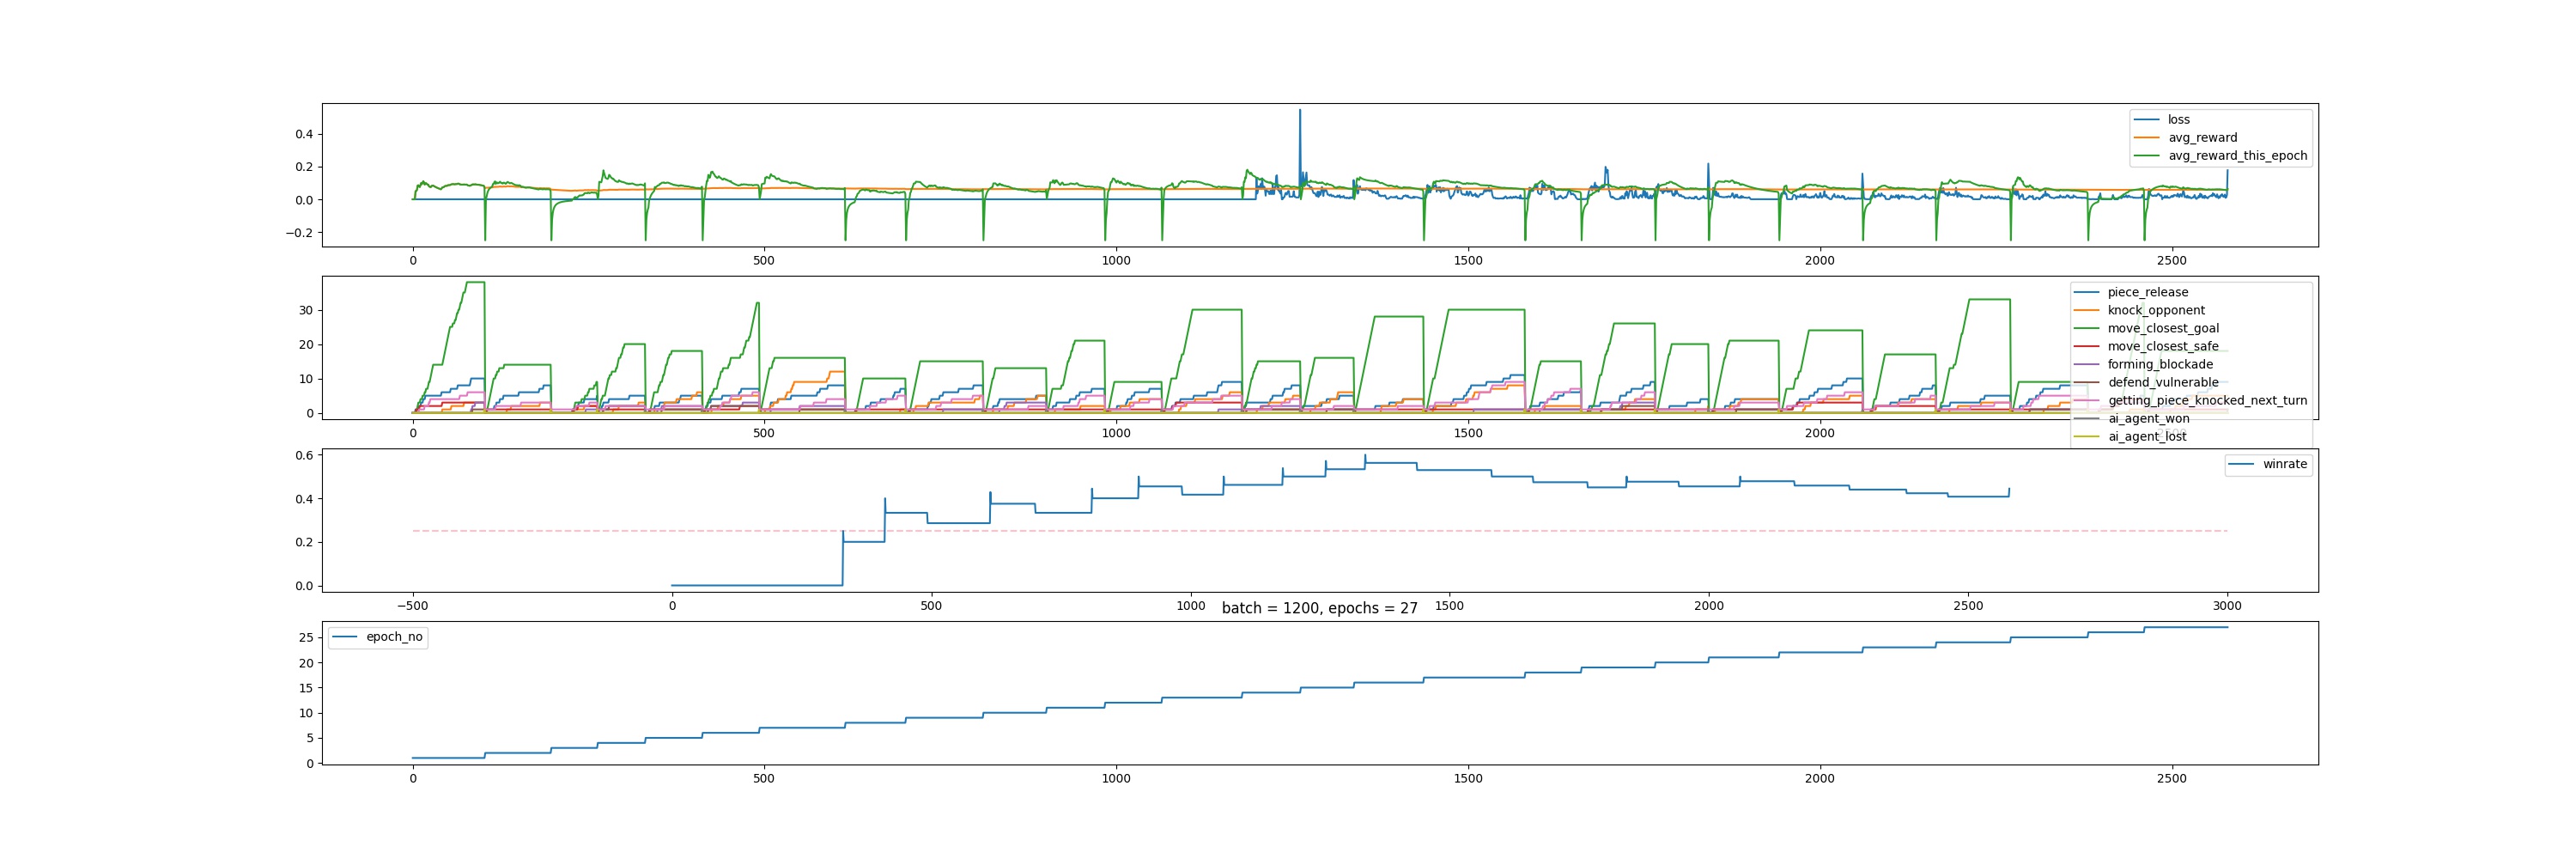 0.4
0.2
0.0
−0.2
loss
avg_reward
avg_reward_this_epoch
0 500 1000 1500 2000 2500
30
20
10
0
piece_release
knock_opponent
move_closest_goal
move_closest_safe
forming_blockade
defend_vulnerable
getting_piece_knocked_next_turn
ai_agent_won
ai_agent_lost
0 500 1000 1500 2000 2500
0.6
0.4
0.2
0.0
winrate
−500 0 500 1000 1500 2000 2500 3000
batch = 1200, epochs = 27
25
20
15
10
5
0
epoch_no
0 500 1000 1500 2000 2500